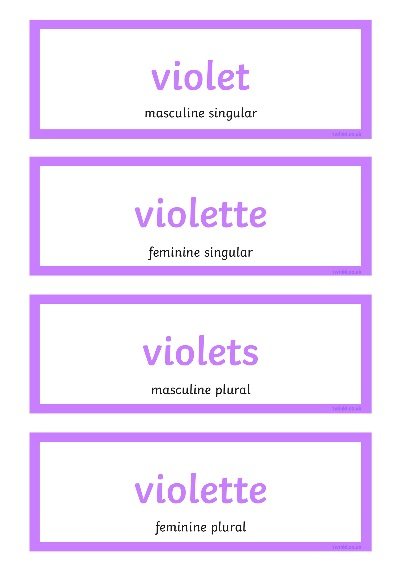 violet
masculine singular
violette
feminine singular
violets
masculine plural
violette
feminine plural